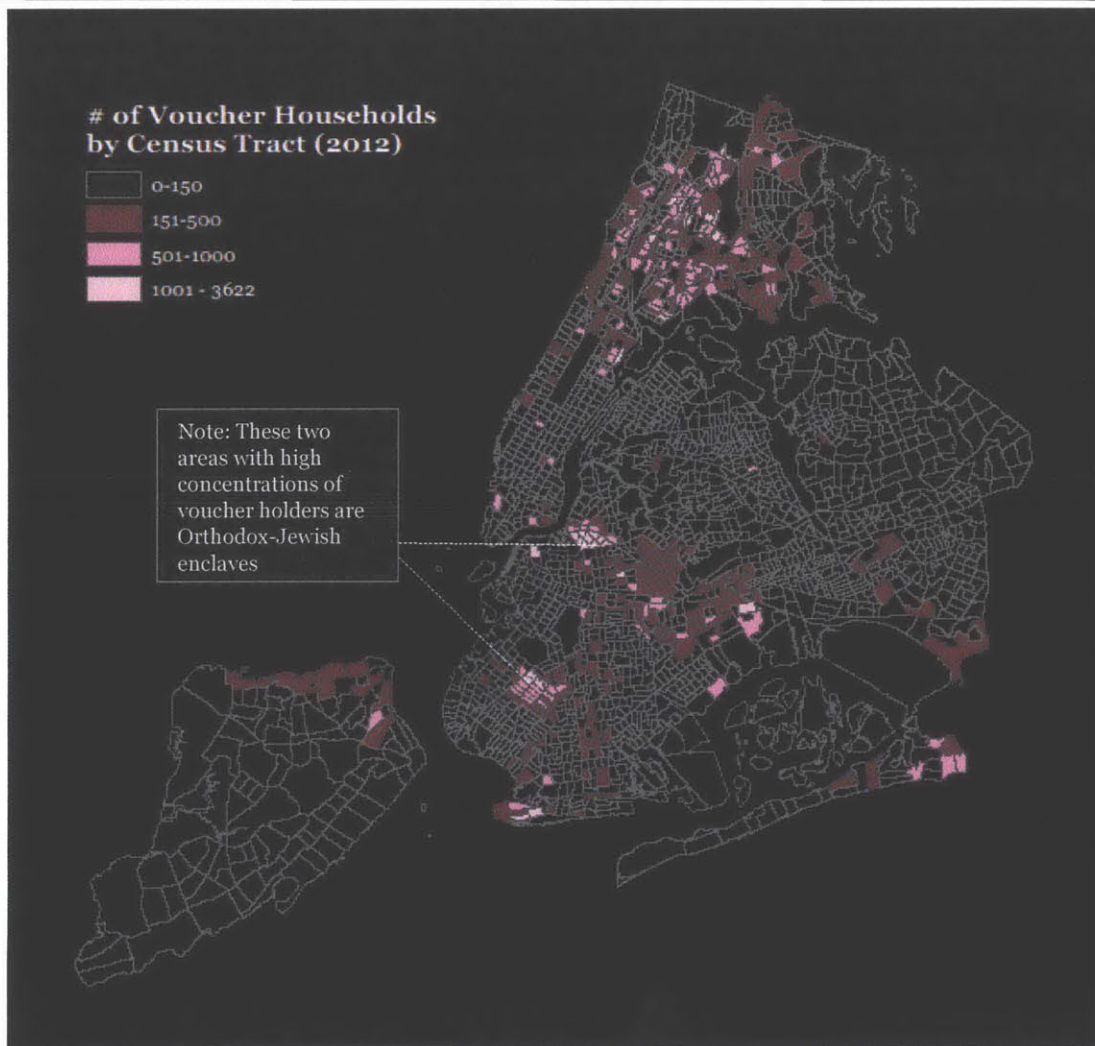 # of Voucher Households
by Census Tract (2012)
0-150
151-500
501-1000
1001 - 3622
Note: These two
areas with high
concentrations of
voucher holders are
Orthodox-Jewish
enclaves